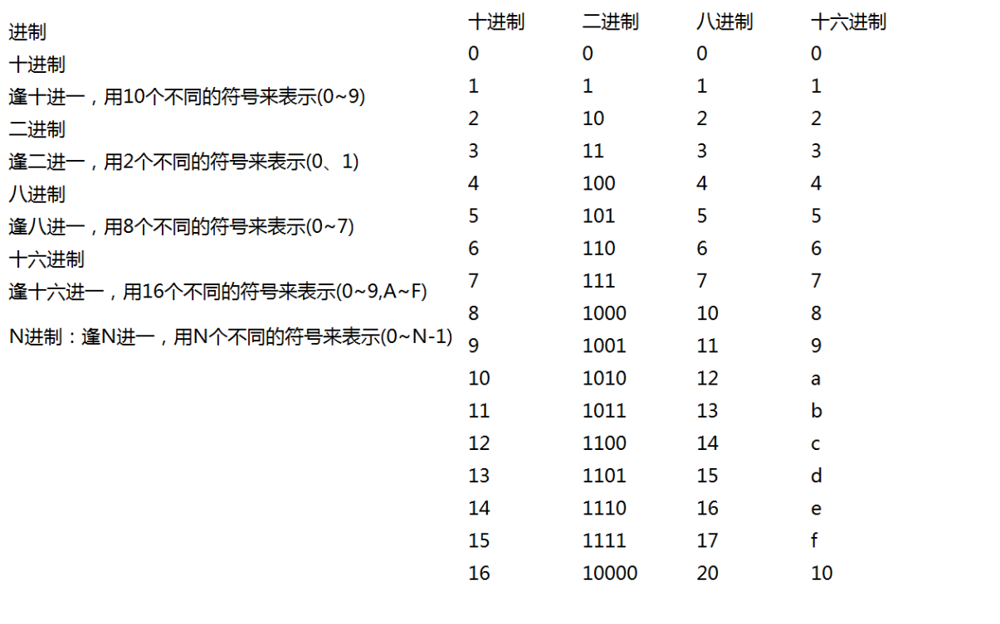 进制
十进制
逢十进一，用10个不同的符号来表示(0~9)
二进制
逢二进一，用2个不同的符号来表示(0、1)
八进制
逢八进一，用8个不同的符号来表示(0~7)
十六进制
逢十六进一，用16个不同的符号来表示(0~9,A~F)
N进制：逢N进一，用N个不同的符号来表示(0~N-1)
十进制 二进制 八进制 十六进制
0 0 0 0
1 1 1 1
2 10 2 2
3 11 3 3
4 100 4 4
5 101 5 5
6 110 6 6
7 111 7 7
8 1000 10 8
9 1001 11 9
10 1010 12 a
11 1011 13 b
12 1100 14 c
13 1101 15 d
14 1110 16 e
15 1111 17 f
16 10000 20 10